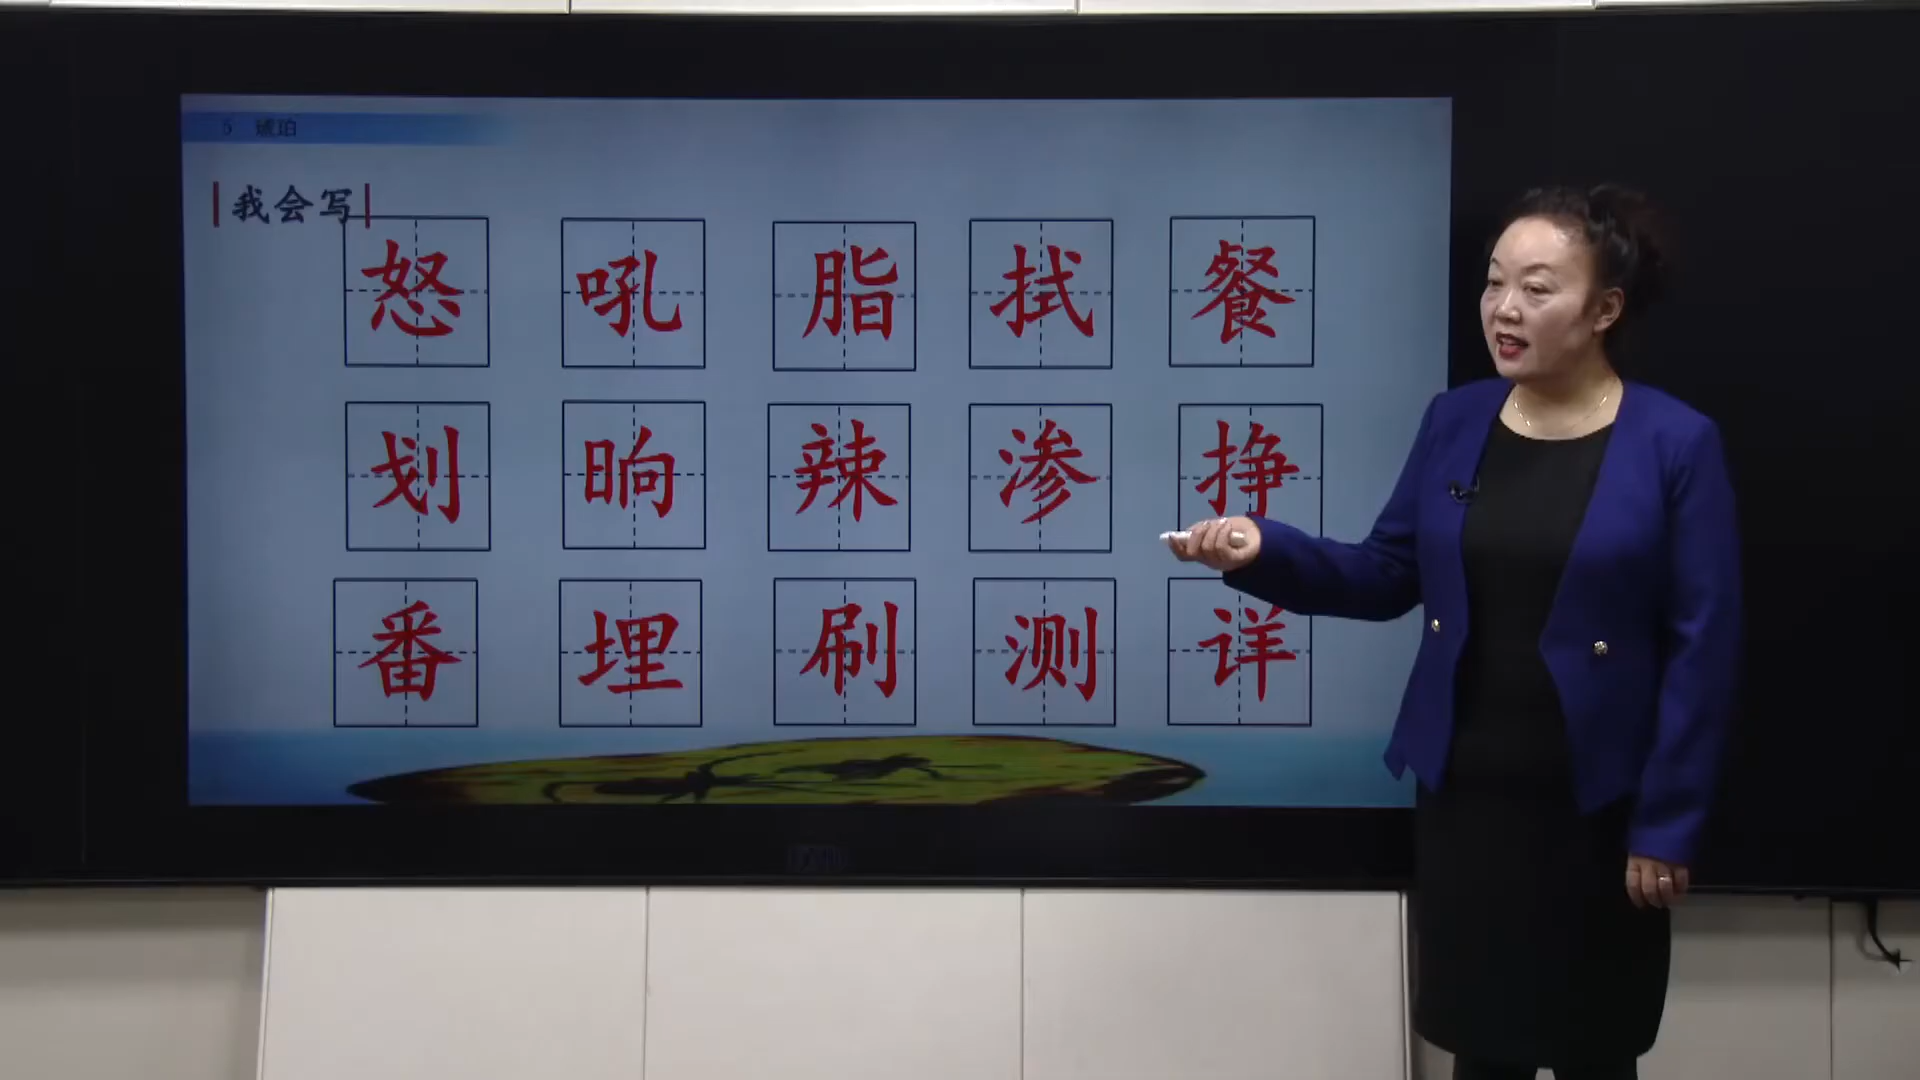 5 琥珀
我会写
怒 吼 脂 拭 餐
划 晌 辣 渗 挣
番 埋 刷 测 详